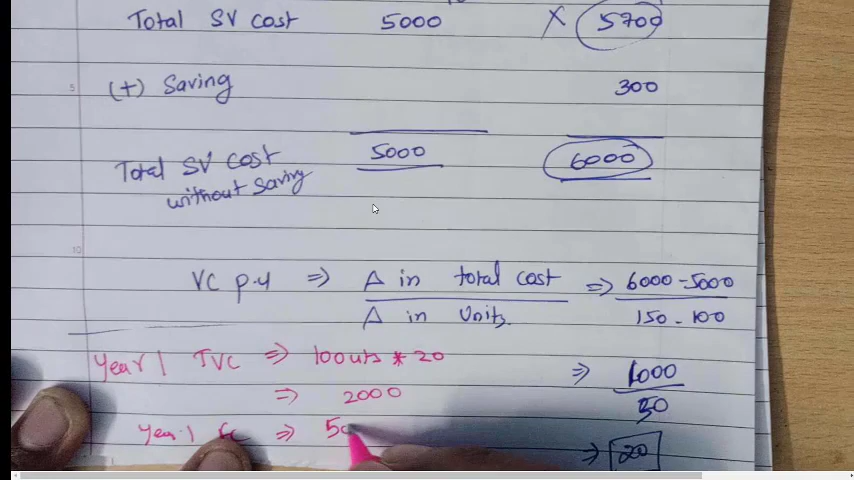 Total SV cost 5000 X 5700
5 (+) Saving 300
Total SV cost 5000 6000
without Saving
10
VC p.u ⇒ Δ in total cost ⇒ 6000 - 5000
Δ in Units. 150 - 100
Year 1 TVC ⇒ 100 uts * 20 ⇒ 1000
⇒ 2000 50
Year 1 FC ⇒ 50
⇒ 20